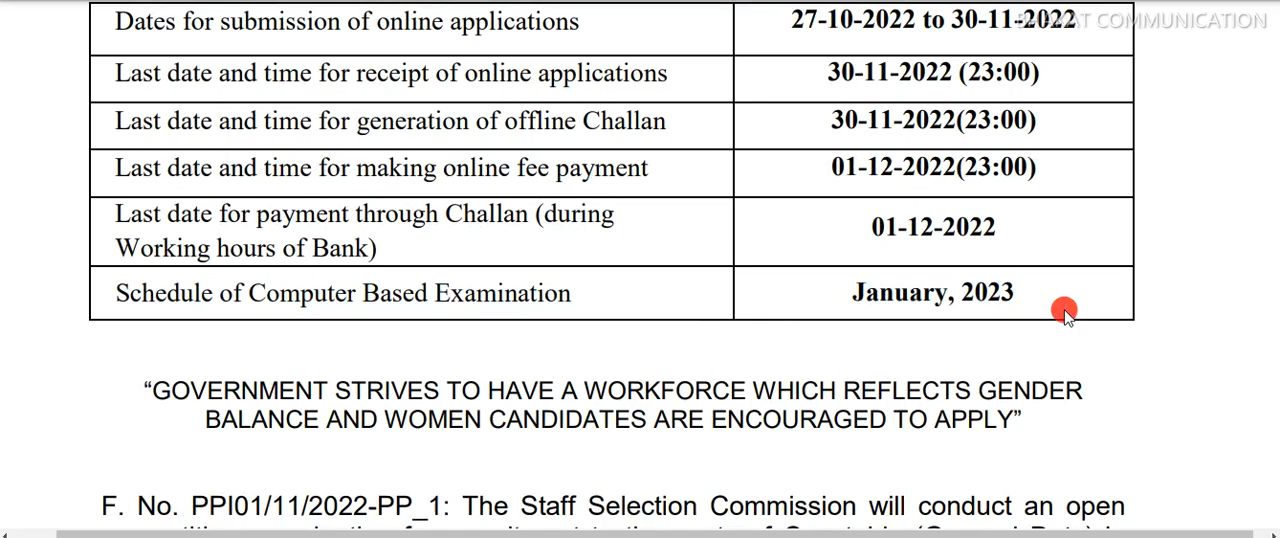 Dates for submission of online applications 27-10-2022 to 30-11-2022
COMMUNICATION
Last date and time for receipt of online applications 30-11-2022 (23:00)
Last date and time for generation of offline Challan 30-11-2022(23:00)
Last date and time for making online fee payment 01-12-2022(23:00)
Last date for payment through Challan (during
Working hours of Bank) 01-12-2022
Schedule of Computer Based Examination January, 2023
“GOVERNMENT STRIVES TO HAVE A WORKFORCE WHICH REFLECTS GENDER
BALANCE AND WOMEN CANDIDATES ARE ENCOURAGED TO APPLY”
F. No. PPI01/11/2022-PP_1: The Staff Selection Commission will conduct an open